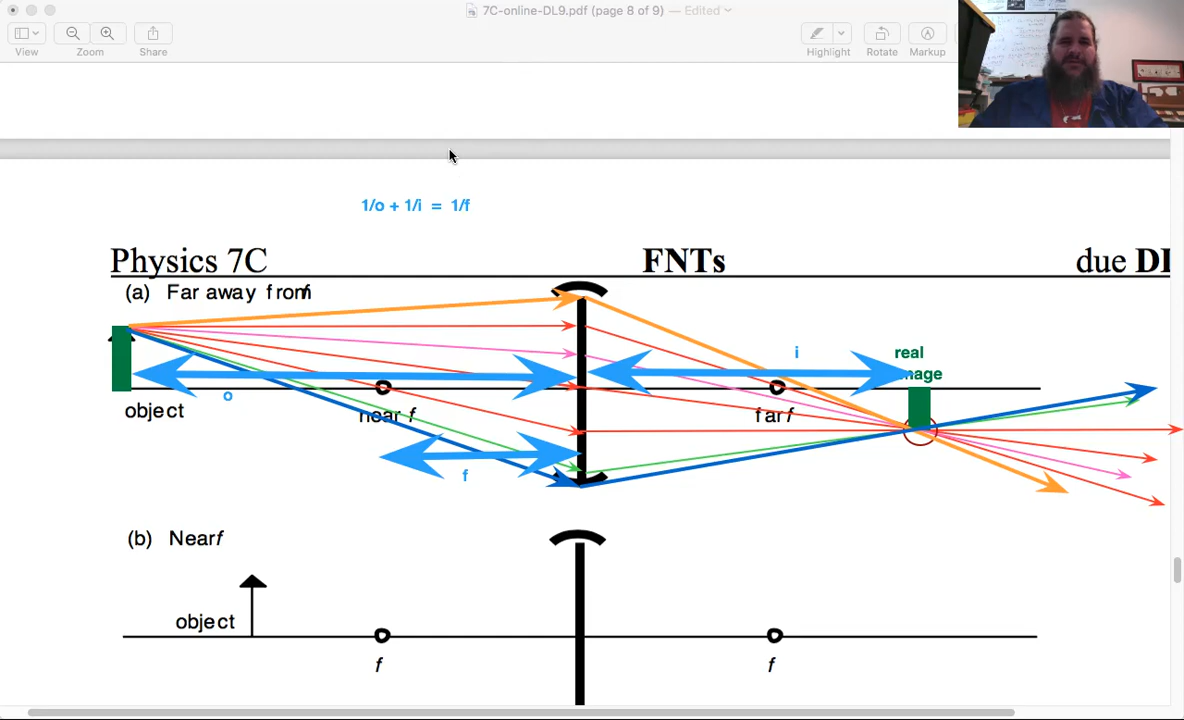 7C-online-DL9.pdf (page 8 of 9) — Edited
View Zoom Share Highlight Rotate Markup
1/o + 1/i = 1/f
Physics 7C FNTs due
(a) Far away from f
i real
image
o
object near f far f
f
(b) Near f
object
f f